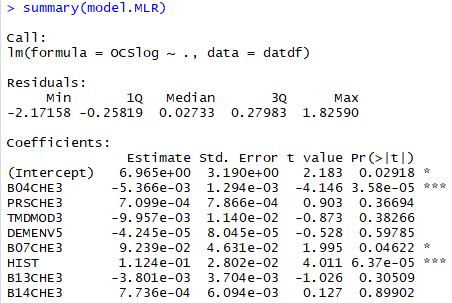 > summary(model.MLR)
Call:
lm(formula = OCSlog ~ ., data = datdf)
Residuals:
Min 1Q Median 3Q Max
-2.17158 -0.25819 0.02733 0.27983 1.82590
Coefficients:
Estimate Std. Error t value Pr(>|t|)
(Intercept) 6.965e+00 3.190e+00 2.183 0.02918 *
B04CHE3 -5.366e-03 1.294e-03 -4.146 3.58e-05 ***
PRSCHE3 7.099e-04 7.866e-04 0.903 0.36694
TMDMOD3 -9.957e-03 1.140e-02 -0.873 0.38266
DEMENV5 -4.245e-05 8.045e-05 -0.528 0.59785
B07CHE3 9.239e-02 4.631e-02 1.995 0.04622 *
HIST 1.124e-01 2.802e-02 4.011 6.37e-05 ***
B13CHE3 -3.801e-03 3.704e-03 -1.026 0.30509
B14CHE3 7.736e-04 6.094e-03 0.127 0.89902